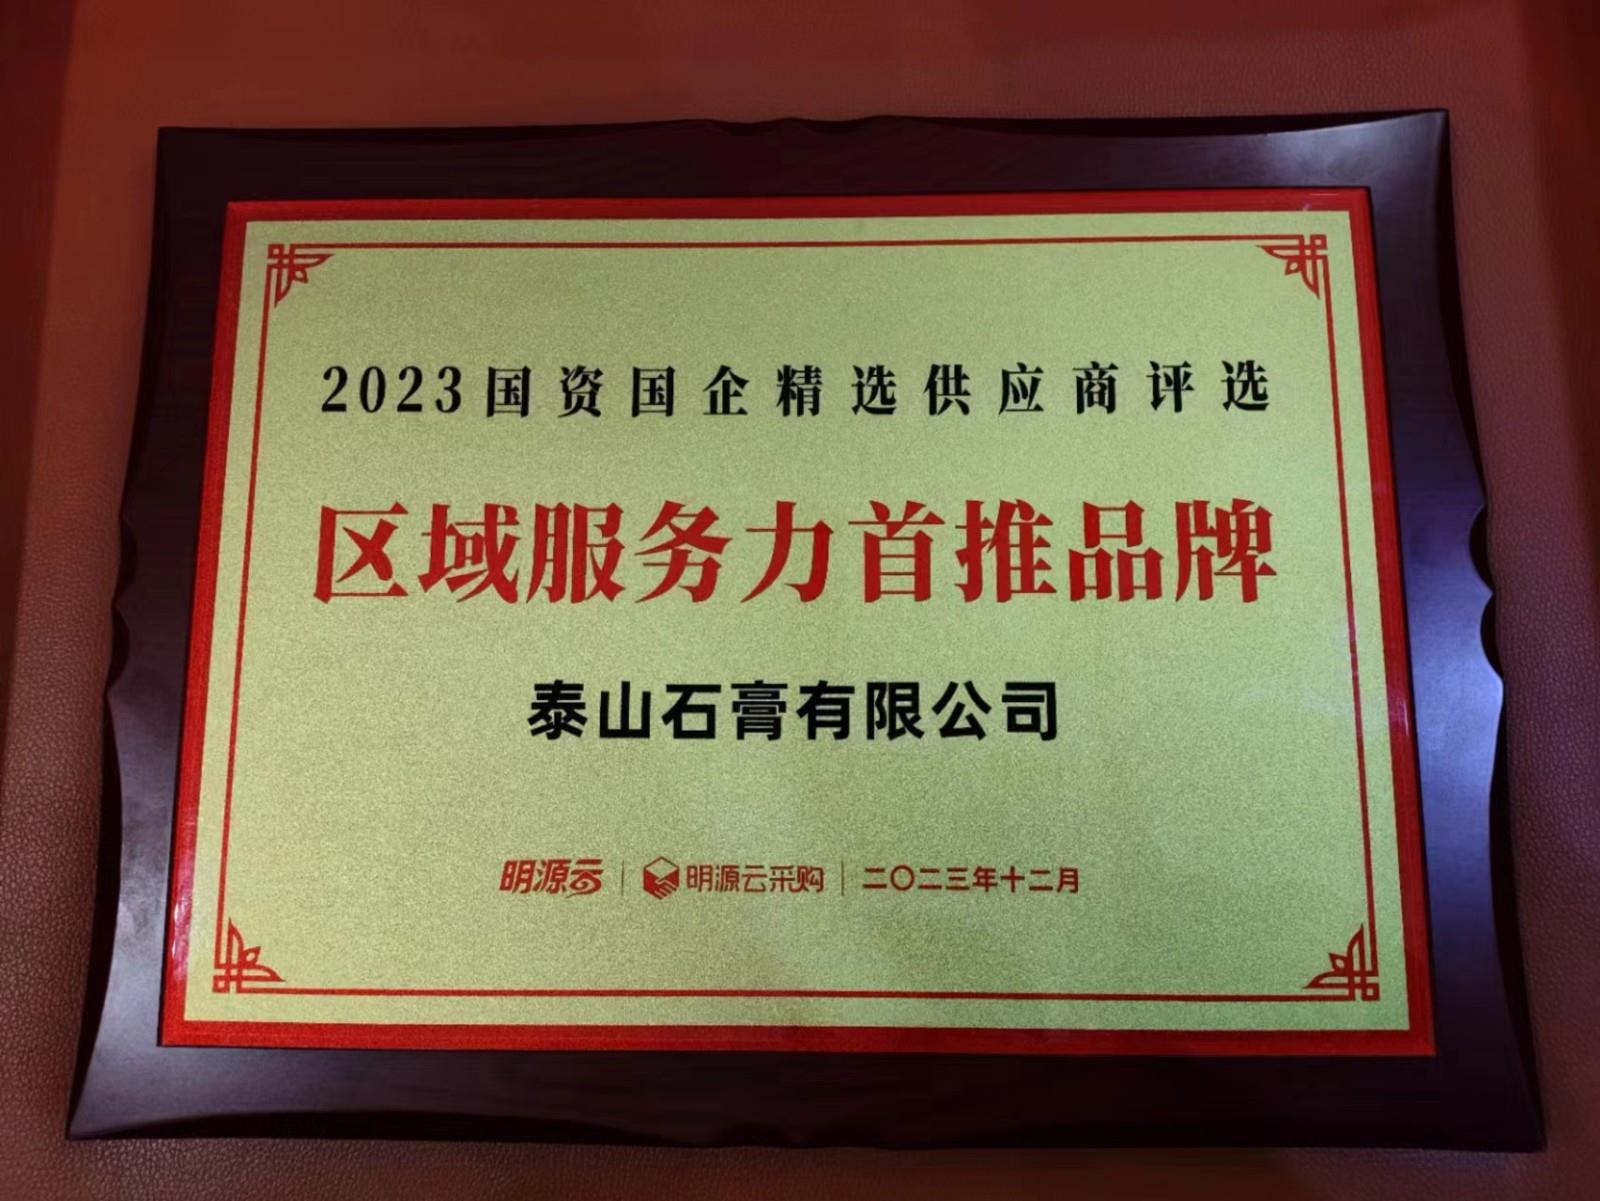 2023国资国企精选供应商评选
区域服务力首推品牌
泰山石膏有限公司
明源云 | 明源云采购 | 二〇二三年十二月